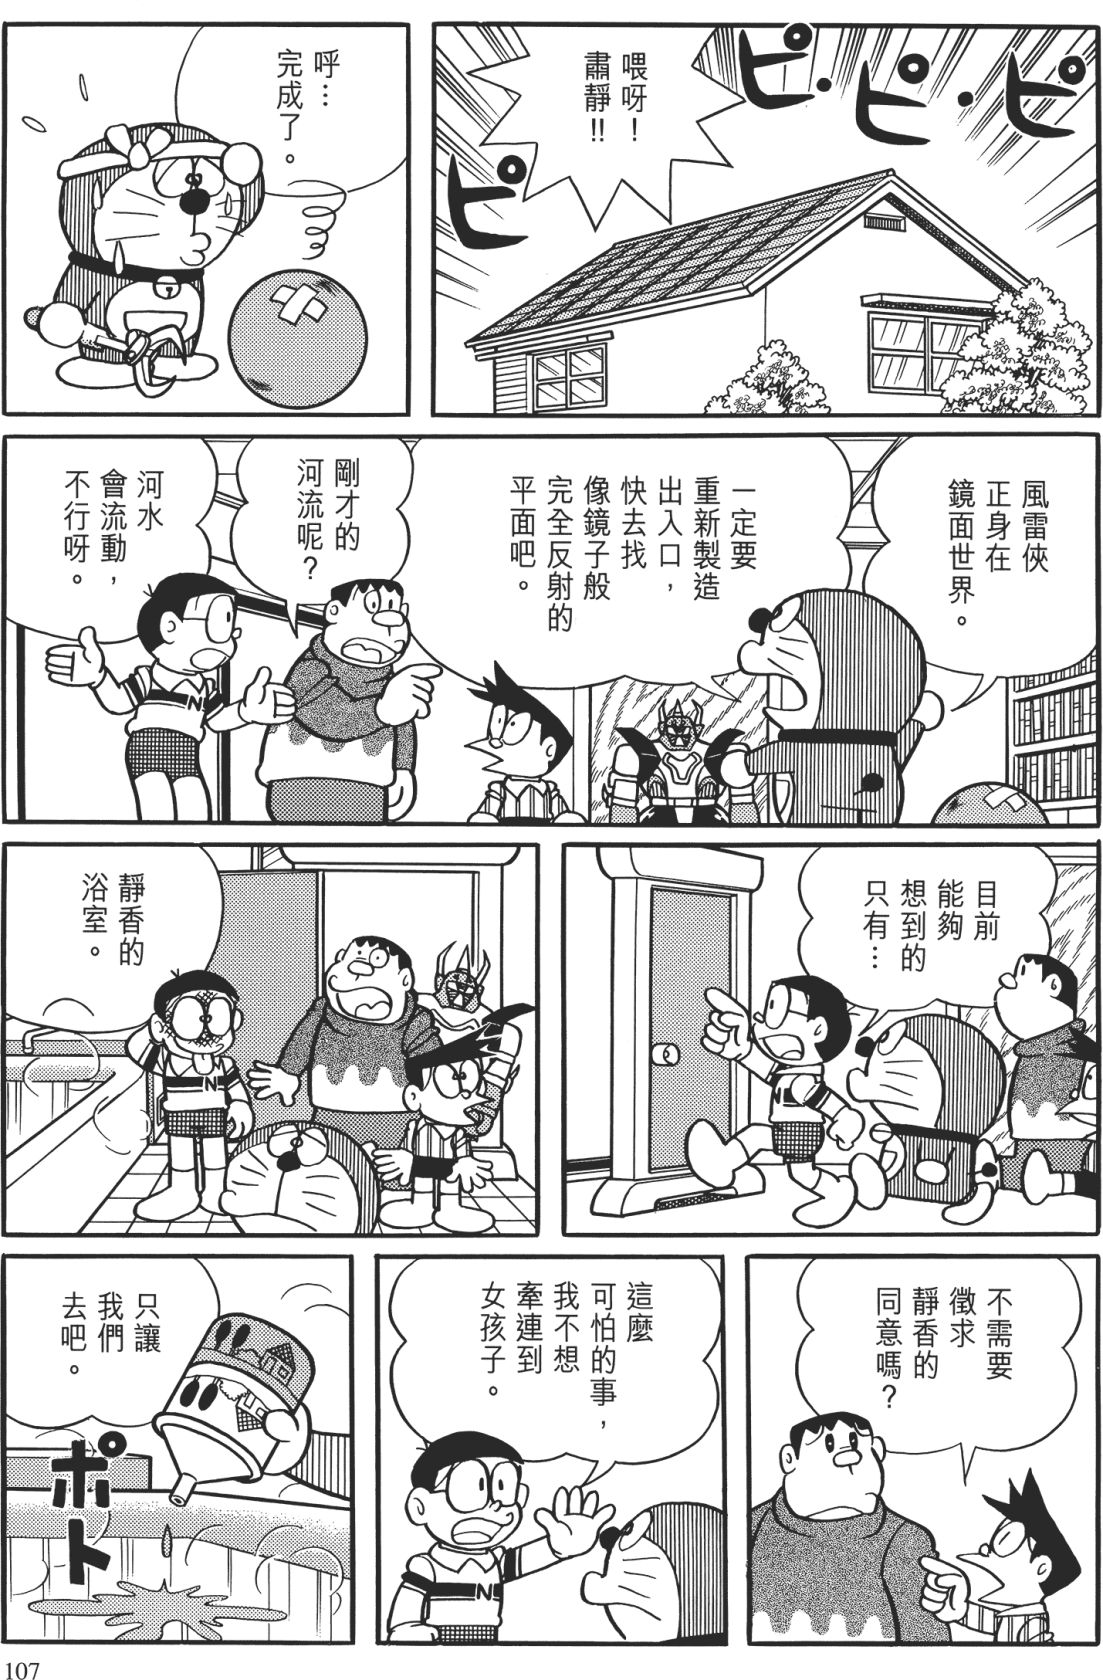 ピ
ピ・ピ・ピ
喂呀！
肅靜!!
呼…
完成了。
風雷俠
正身在
鏡面世界。
一定要
重新製造
出入口，
快去找
像鏡子般
完全反射的
平面吧。
剛才的
河流呢？
河水
會流動，
不行呀。
N
目前
能夠
想到的
只有…
N
靜香的
浴室。
N
不需要
徵求
靜香的
同意嗎？
這麼
可怕的事，
我不想
牽連到
女孩子。
N
只讓
我們
去吧。
ポト
107